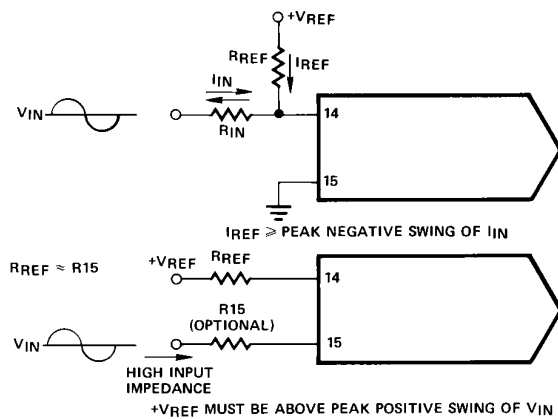 +VREF
RREF
IREF
IIN
VIN
RIN
14
15
IREF ⩾ PEAK NEGATIVE SWING OF IIN
RREF ≈ R15
+VREF
RREF
14
R15
(OPTIONAL)
VIN
15
HIGH INPUT
IMPEDANCE
+VREF MUST BE ABOVE PEAK POSITIVE SWING OF VIN